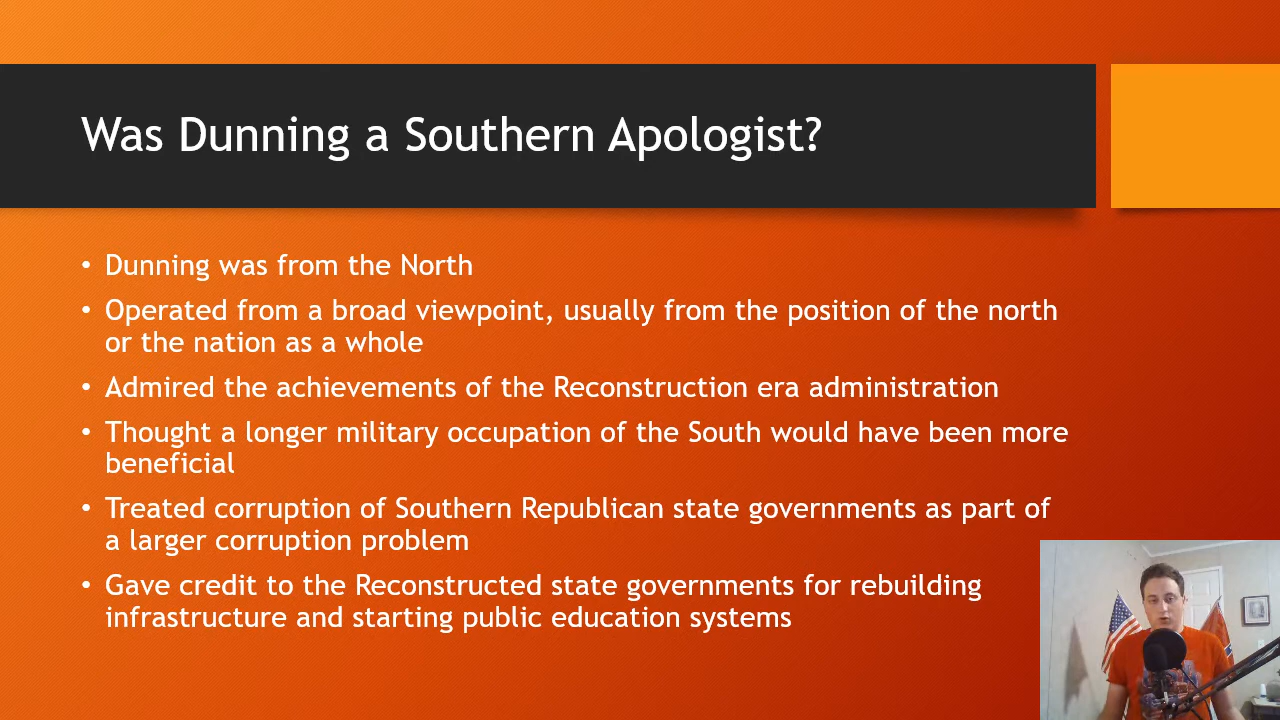 Was Dunning a Southern Apologist?
• Dunning was from the North
• Operated from a broad viewpoint, usually from the position of the north
or the nation as a whole
• Admired the achievements of the Reconstruction era administration
• Thought a longer military occupation of the South would have been more
beneficial
• Treated corruption of Southern Republican state governments as part of
a larger corruption problem
• Gave credit to the Reconstructed state governments for rebuilding
infrastructure and starting public education systems